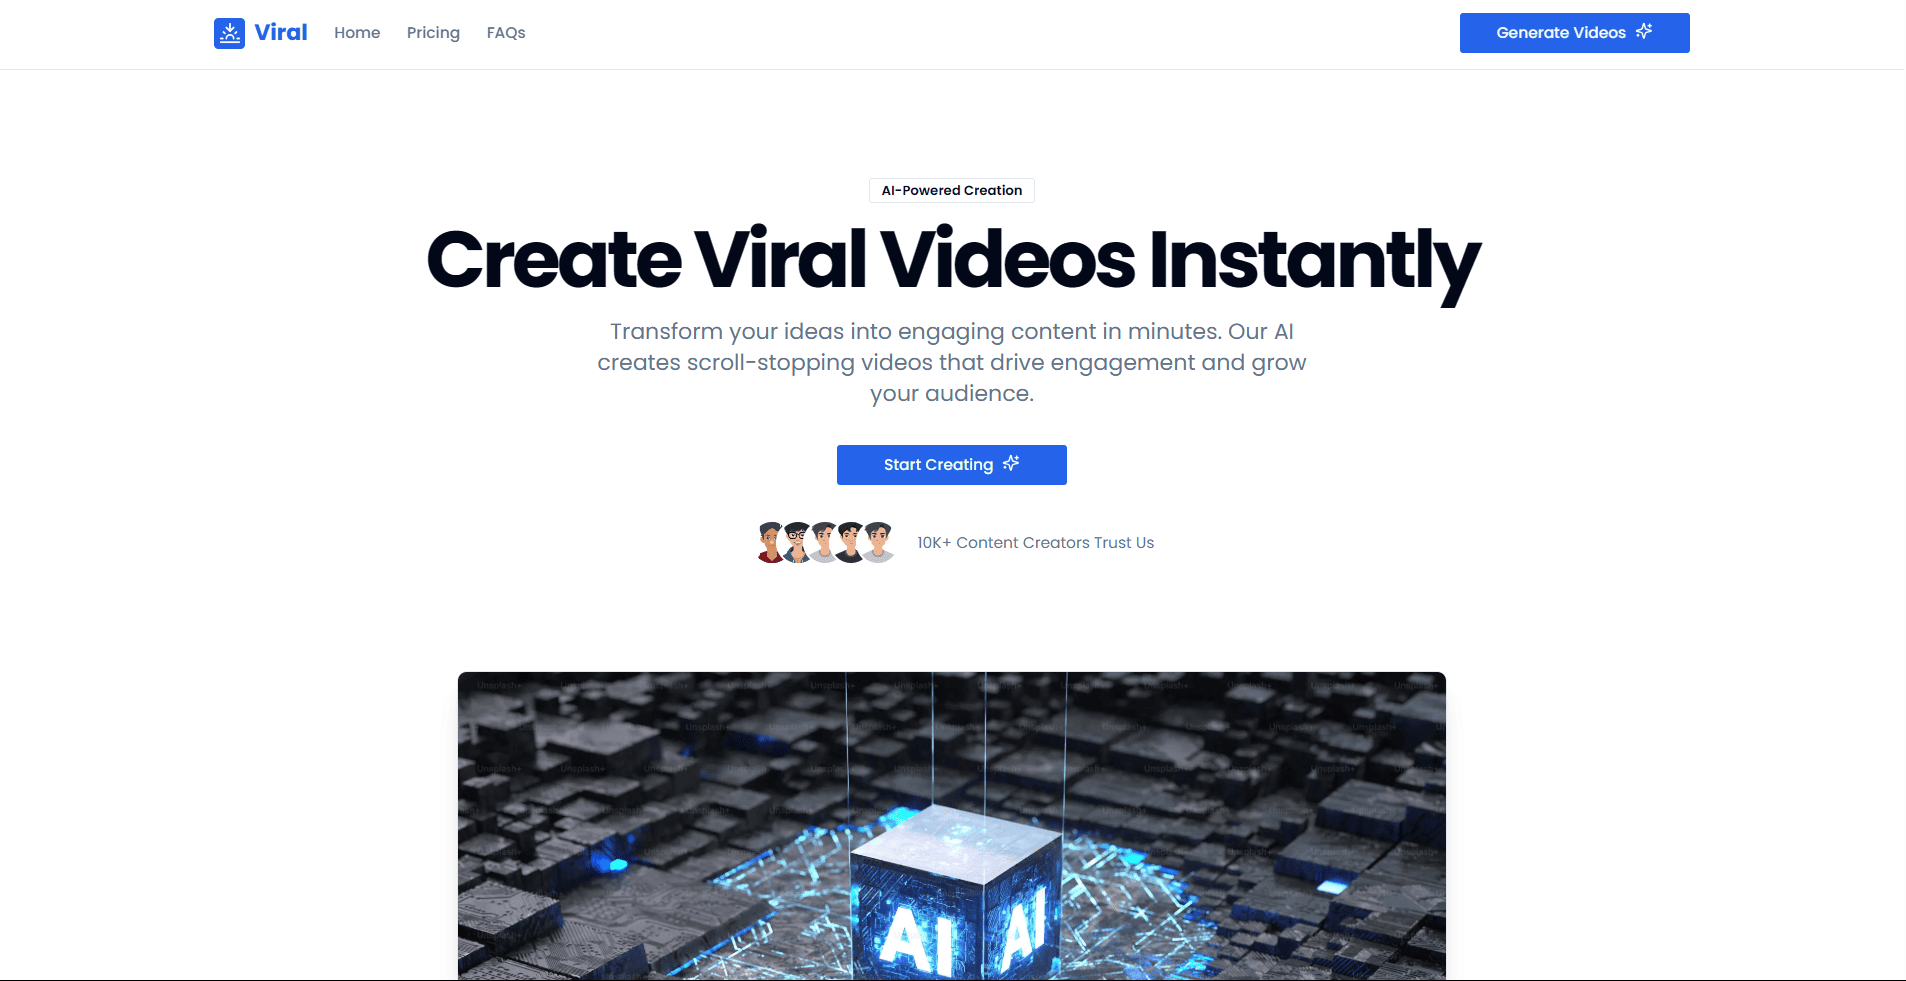 Viral
Home
Pricing
FAQs
Generate Videos
AI-Powered Creation
Create Viral Videos Instantly
Transform your ideas into engaging content in minutes. Our AI
creates scroll-stopping videos that drive engagement and grow
your audience.
Start Creating
10K+ Content Creators Trust Us
Unsplash+
AI AI